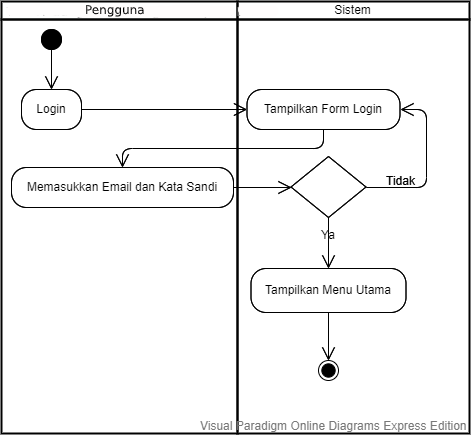 Pengguna
Sistem
Login
Tampilkan Form Login
Memasukkan Email dan Kata Sandi
Tidak
Ya
Tampilkan Menu Utama
Visual Paradigm Online Diagrams Express Edition